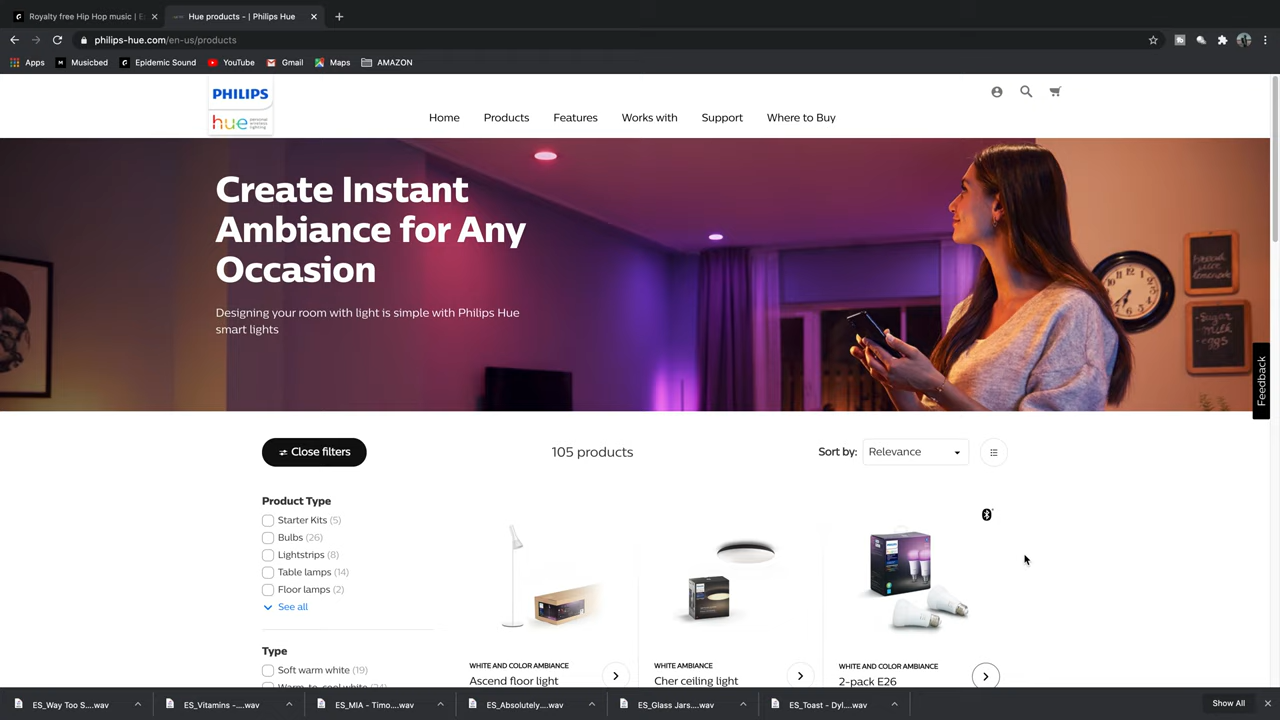 Royalty free Hip Hop music | E
Hue products - | Philips Hue
philips-hue.com/en-us/products
Apps
Musicbed
Epidemic Sound
YouTube
Gmail
Maps
AMAZON
PHILIPS
hue personal wireless lighting
Home
Products
Features
Works with
Support
Where to Buy
Create Instant
Ambiance for Any
Occasion
Designing your room with light is simple with Philips Hue
smart lights
Feedback
Close filters
105 products
Sort by:
Relevance
Product Type
Starter Kits (5)
Bulbs (26)
Lightstrips (8)
Table lamps (14)
Floor lamps (2)
See all
Type
Soft warm white (19)
WHITE AND COLOR AMBIANCE
Ascend floor light
WHITE AMBIANCE
Cher ceiling light
WHITE AND COLOR AMBIANCE
2-pack E26
ES_Way Too S....wav
ES_Vitamins -....wav
ES_MIA - Timo....wav
ES_Absolutely....wav
ES_Glass Jars....wav
ES_Toast - Dyl....wav
Show All